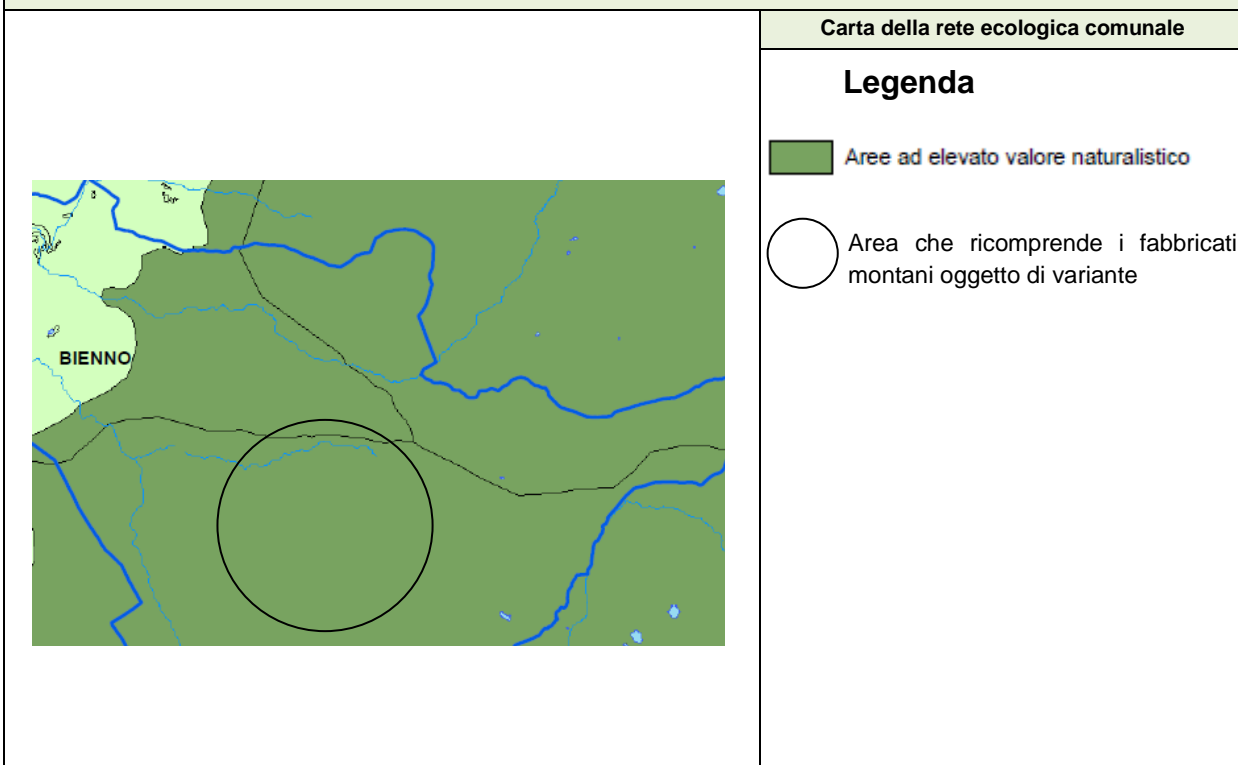 Carta della rete ecologica comunale
Legenda
Aree ad elevato valore naturalistico
Area che ricomprende i fabbricati
montani oggetto di variante
BIENNO